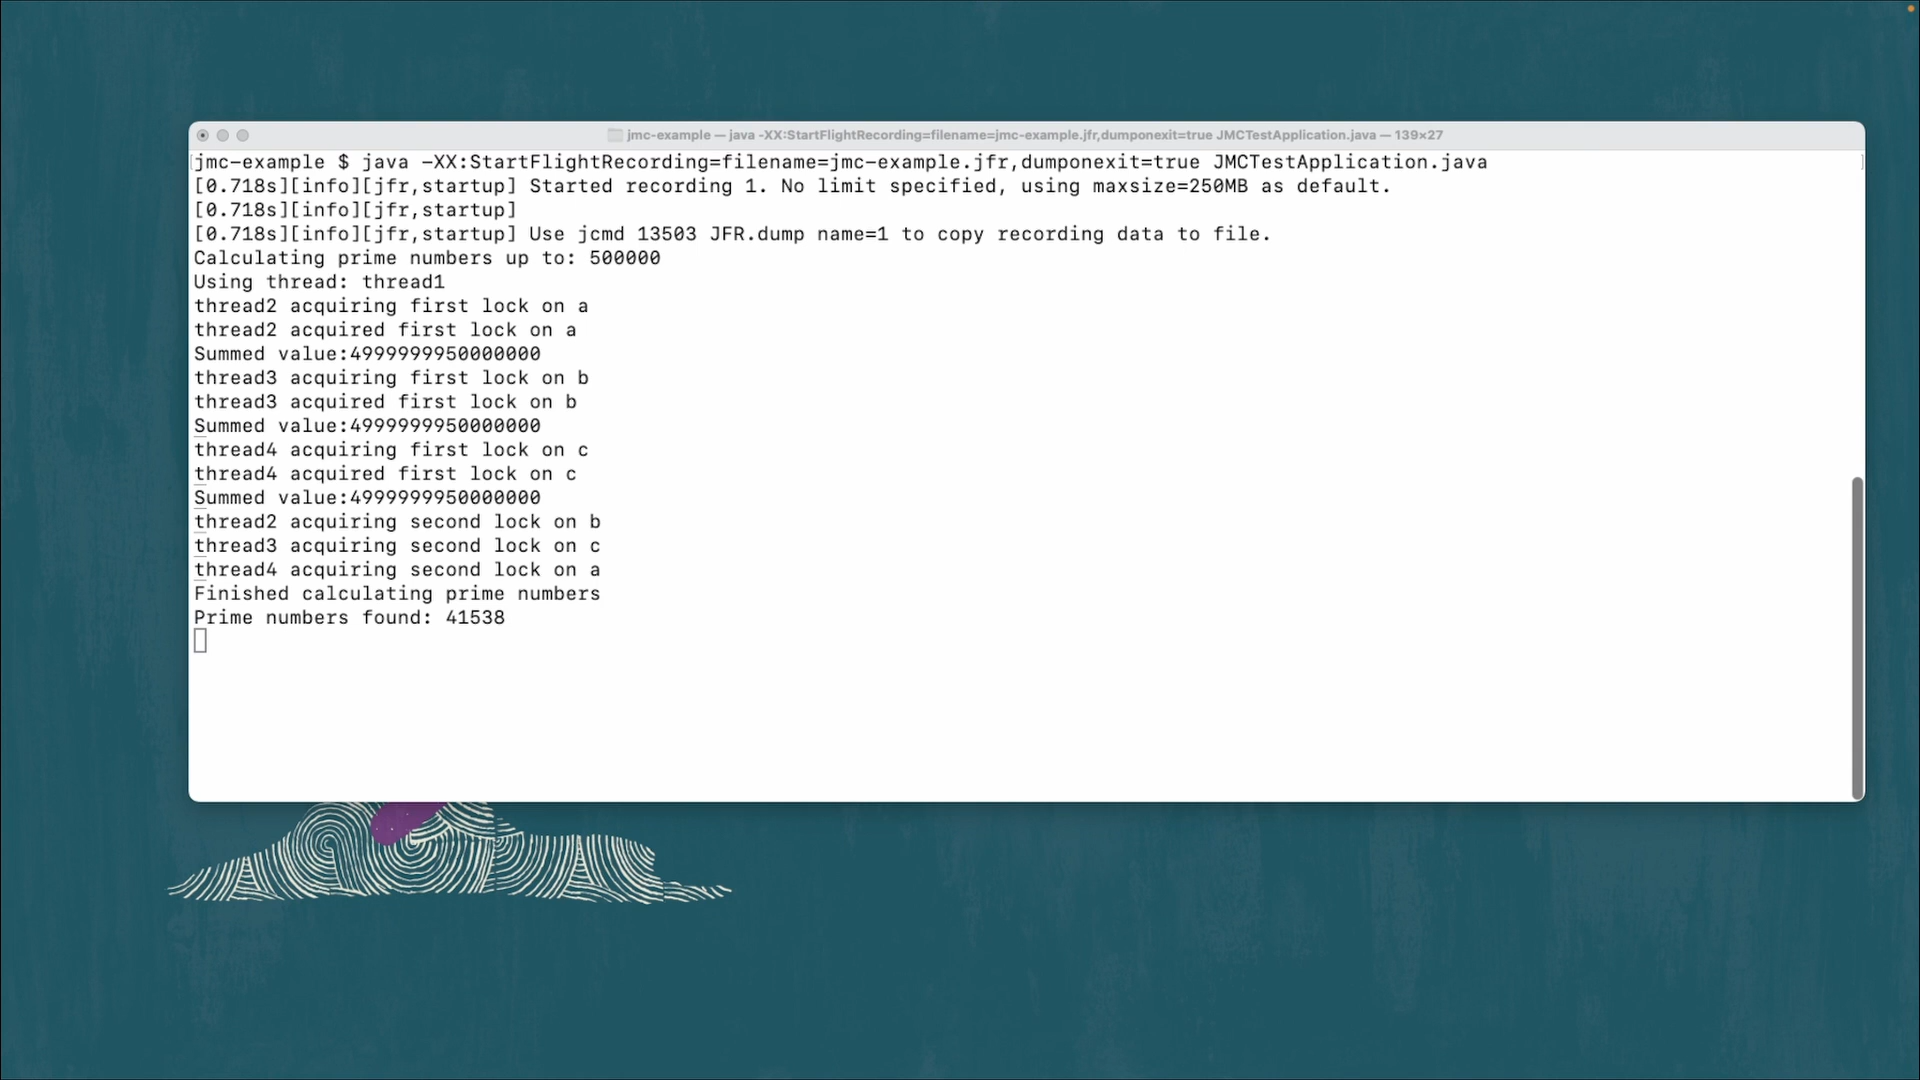 jmc-example — java -XX:StartFlightRecording=filename=jmc-example.jfr,dumponexit=true JMCTestApplication.java — 139×27
[jmc-example $ java -XX:StartFlightRecording=filename=jmc-example.jfr,dumponexit=true JMCTestApplication.java ]
[0.718s][info][jfr,startup] Started recording 1. No limit specified, using maxsize=250MB as default.
[0.718s][info][jfr,startup]
[0.718s][info][jfr,startup] Use jcmd 13503 JFR.dump name=1 to copy recording data to file.
Calculating prime numbers up to: 500000
Using thread: thread1
thread2 acquiring first lock on a
thread2 acquired first lock on a
Summed value:4999999950000000
thread3 acquiring first lock on b
thread3 acquired first lock on b
Summed value:4999999950000000
thread4 acquiring first lock on c
thread4 acquired first lock on c
Summed value:4999999950000000
thread2 acquiring second lock on b
thread3 acquiring second lock on c
thread4 acquiring second lock on a
Finished calculating prime numbers
Prime numbers found: 41538